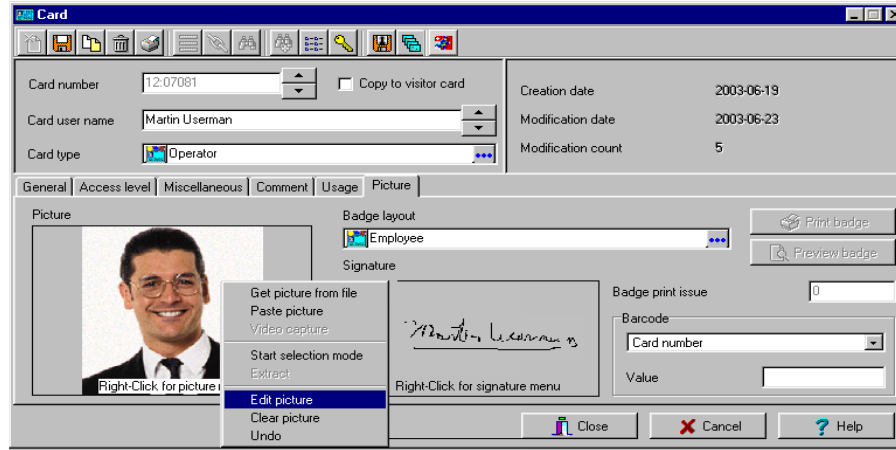 Card
Card number 12:07081 Copy to visitor card
Card user name Martin Userman
Card type Operator
Creation date 2003-06-19
Modification date 2003-06-23
Modification count 5
General Access level Miscellaneous Comment Usage Picture
Picture
Right-Click for picture
Get picture from file
Paste picture
Video capture
Start selection mode
Extract
Edit picture
Clear picture
Undo
Badge layout
Employee
Signature
Martin Userman
Right-Click for signature menu
Print badge
Preview badge
Badge print issue 0
Barcode
Card number
Value
Close Cancel Help